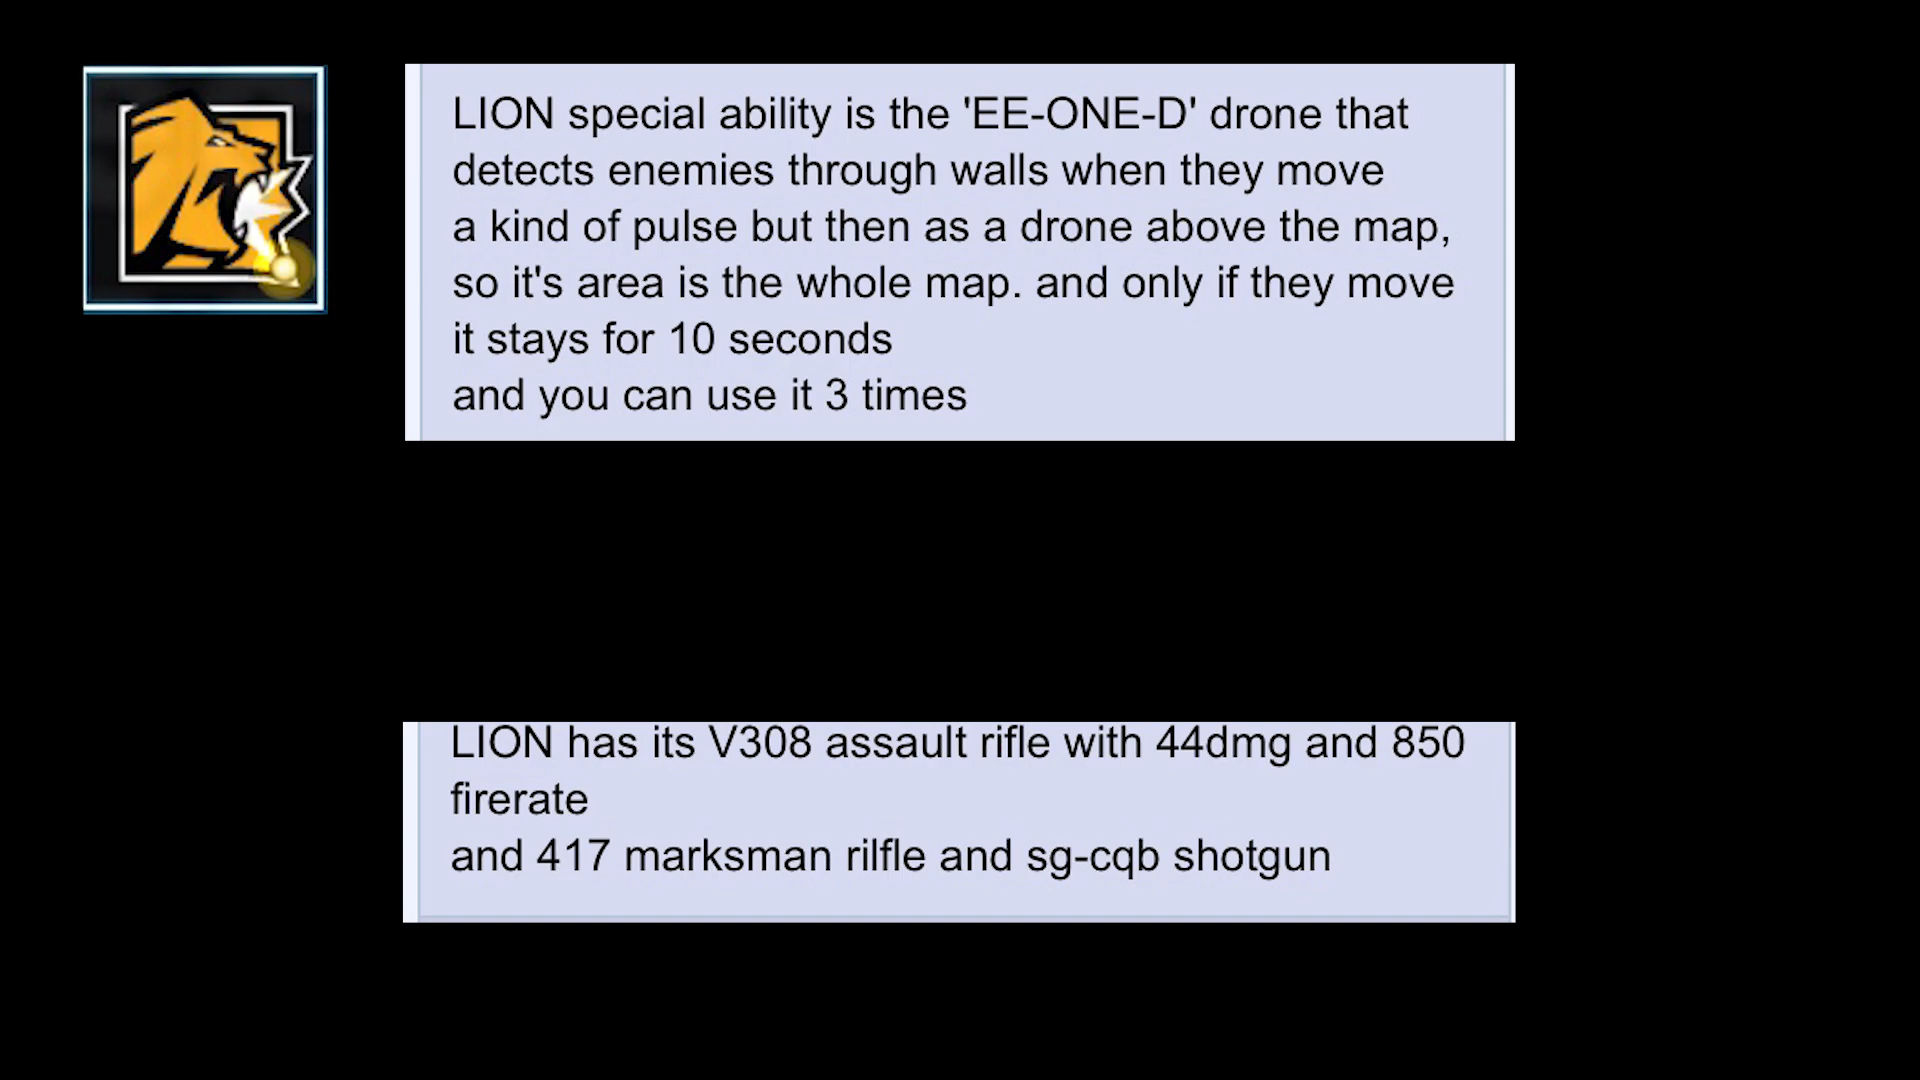 LION special ability is the 'EE-ONE-D' drone that
detects enemies through walls when they move
a kind of pulse but then as a drone above the map,
so it's area is the whole map. and only if they move
it stays for 10 seconds
and you can use it 3 times
LION has its V308 assault rifle with 44dmg and 850
firerate
and 417 marksman rilfle and sg-cqb shotgun